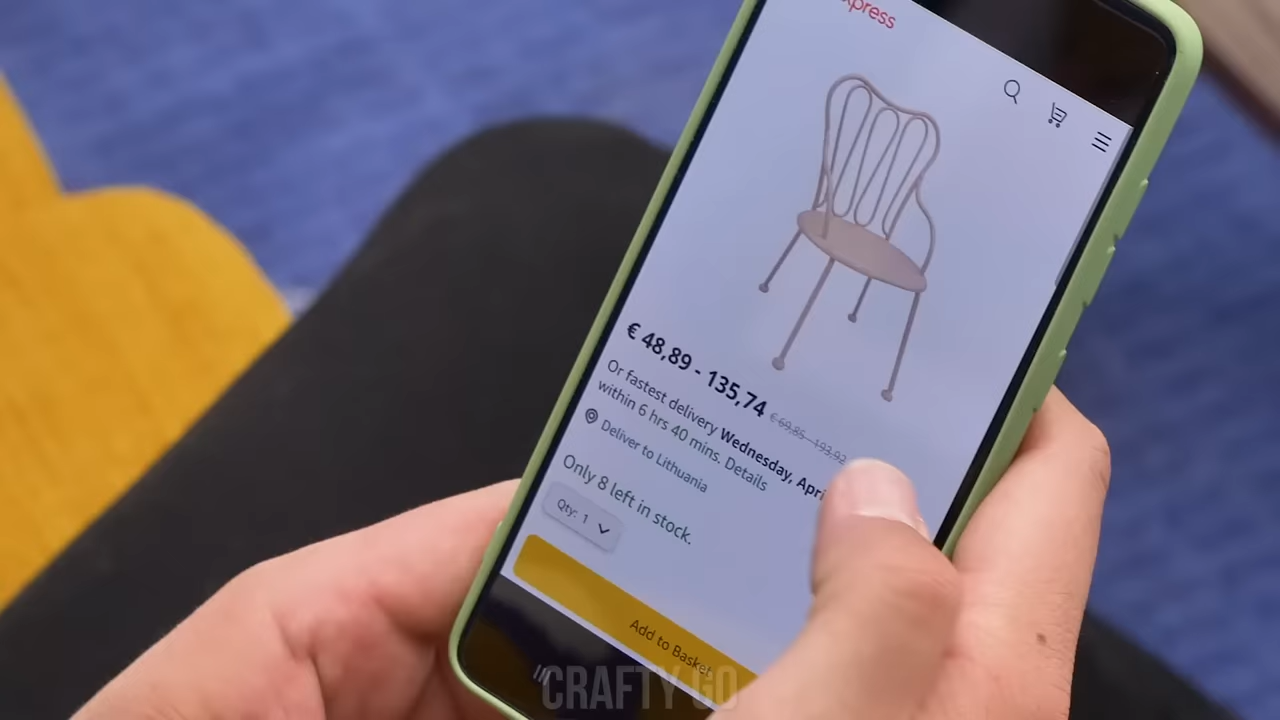 xpress
€ 48,89 - 135,74 € 69,85 - 193,92
Or fastest delivery Wednesday, Apri
within 6 hrs 40 mins. Details
Deliver to Lithuania
Only 8 left in stock.
Qty: 1
Add to Basket
CRAFTY GO